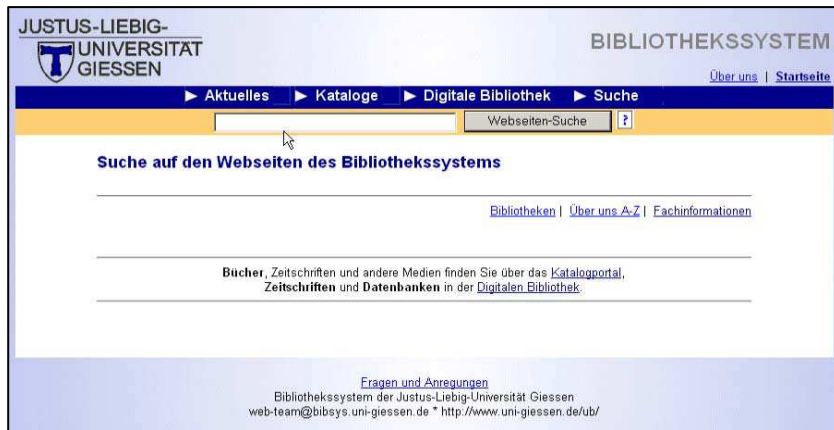 JUSTUS-LIEBIG-
UNIVERSITÄT
GIESSEN
BIBLIOTHEKSSYSTEM
Über uns | Startseite
► Aktuelles ► Kataloge ► Digitale Bibliothek ► Suche
Webseiten-Suche ?
Suche auf den Webseiten des Bibliothekssystems
Bibliotheken | Über uns A-Z | Fachinformationen
Bücher, Zeitschriften und andere Medien finden Sie über das Katalogportal,
Zeitschriften und Datenbanken in der Digitalen Bibliothek.
Fragen und Anregungen
Bibliothekssystem der Justus-Liebig-Universität Giessen
web-team@bibsys.uni-giessen.de * http://www.uni-giessen.de/ub/